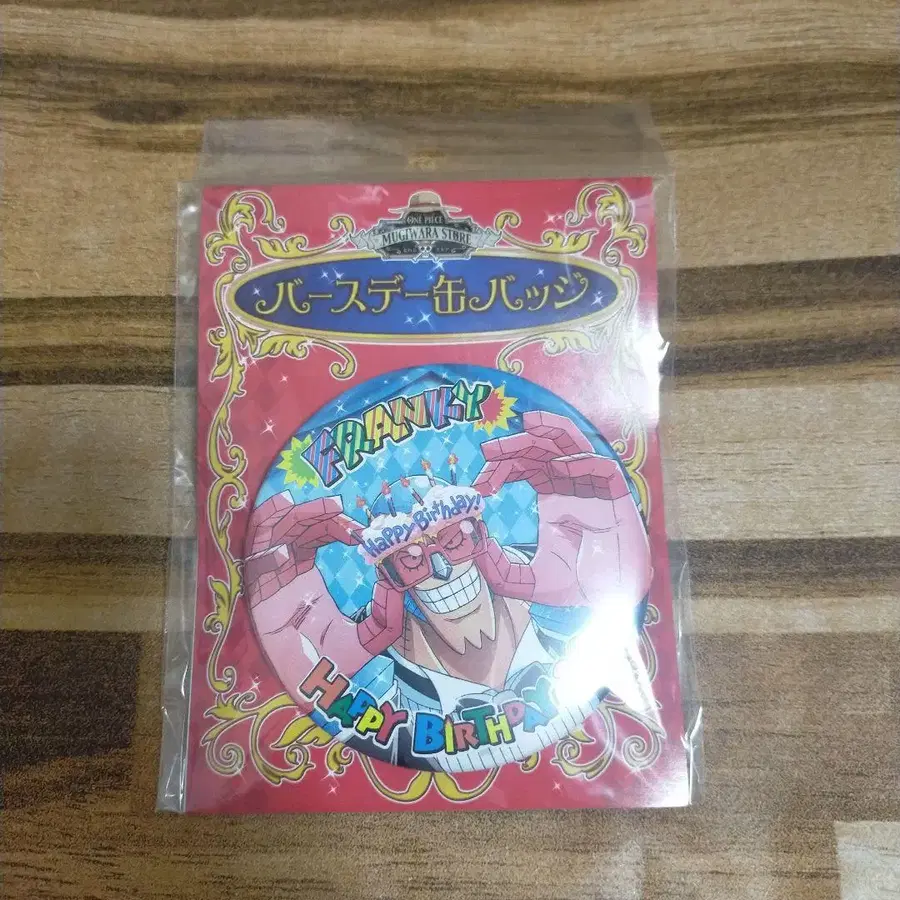 ONE PIECE
MUGIWARA STORE
バースデー缶バッジ
FRANKY
Happy Birthday!
HAPPY BIRTHDAY